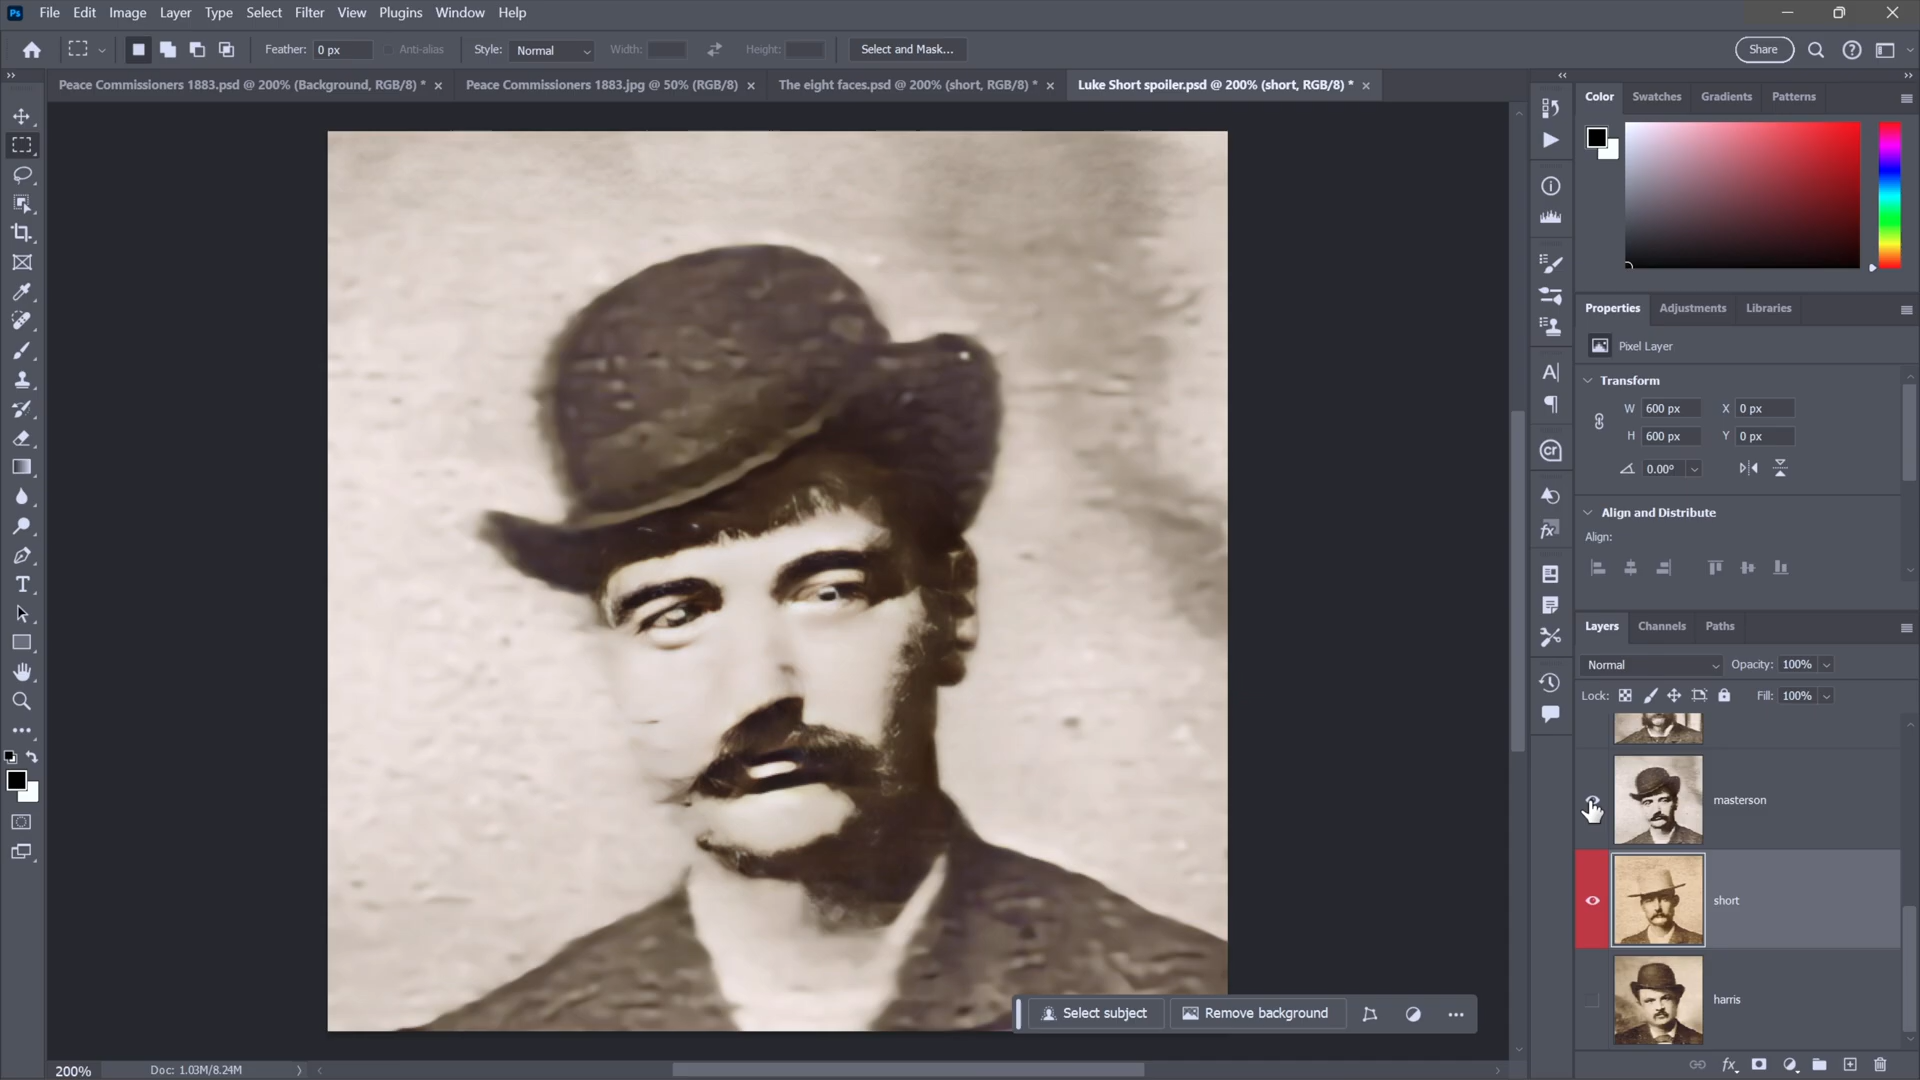 Ps File Edit Image Layer Type Select Filter View Plugins Window Help
Feather: 0 px Anti-alias Style: Normal Width: Height: Select and Mask... Share
Peace Commissioners 1883.psd @ 200% (Background, RGB/8) * Peace Commissioners 1883.jpg @ 50% (RGB/8) The eight faces.psd @ 200% (short, RGB/8) * Luke Short spoiler.psd @ 200% (short, RGB/8) *
Color Swatches Gradients Patterns
Properties Adjustments Libraries
Pixel Layer
Transform
W 600 px X 0 px
H 600 px Y 0 px
0.00°
Align and Distribute
Align:
Layers Channels Paths
Normal Opacity: 100%
Lock: Fill: 100%
masterson
short
harris
Select subject Remove background
200% Doc: 1.03M/8.24M